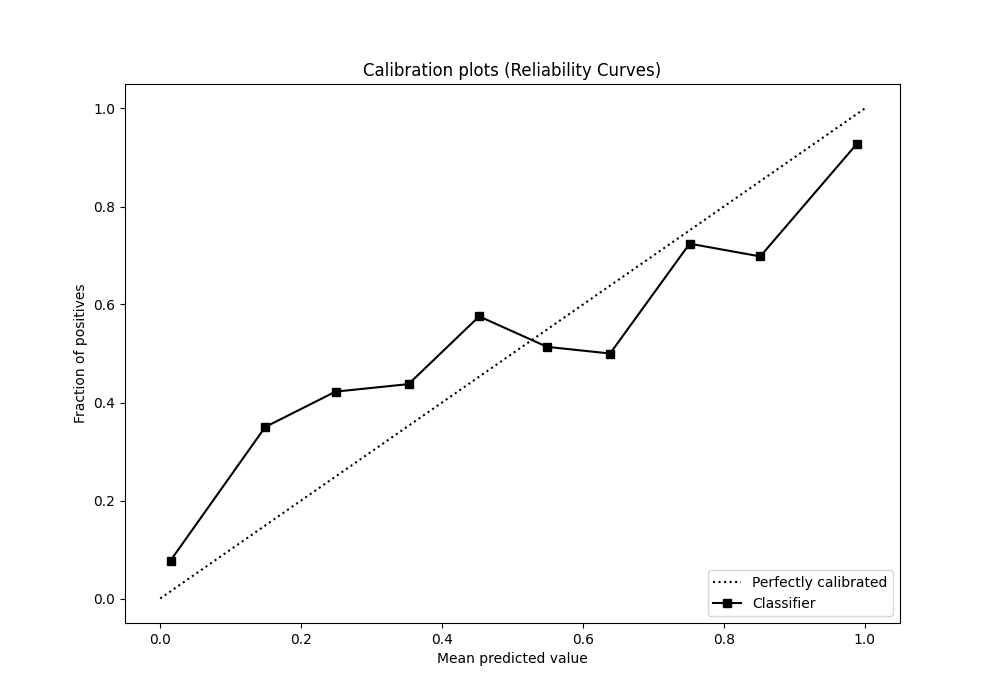 Calibration plots (Reliability Curves)
1.0
0.8
0.6
0.4
0.2
0.0
Fraction of positives
0.0 0.2 0.4 0.6 0.8 1.0
Mean predicted value
Perfectly calibrated
Classifier